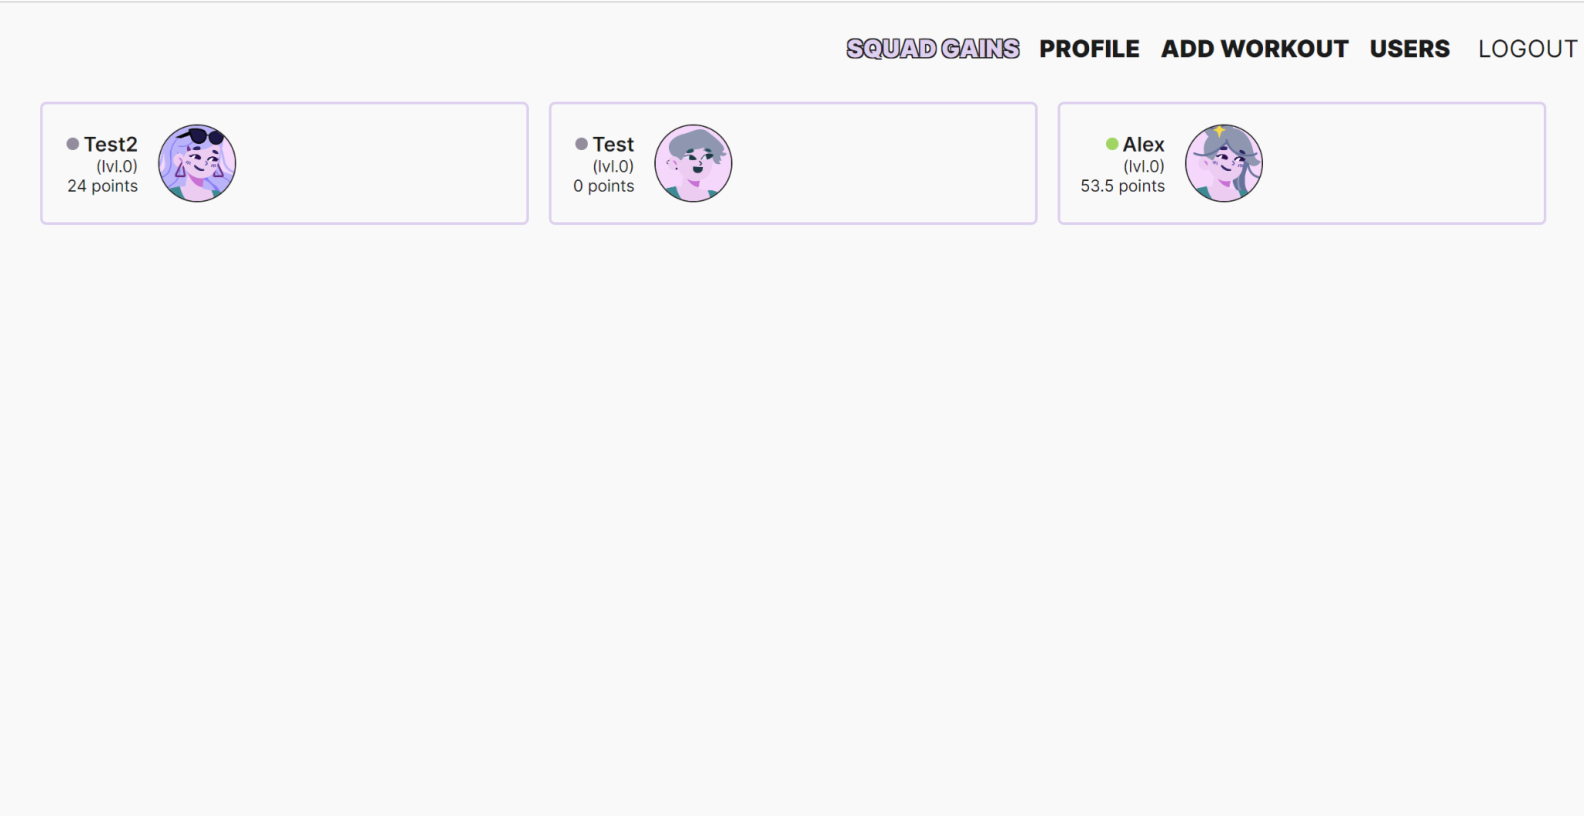 SQUAD GAINS PROFILE ADD WORKOUT USERS LOGOUT
Test2
(lvl.0)
24 points
Test
(lvl.0)
0 points
Alex
(lvl.0)
53.5 points